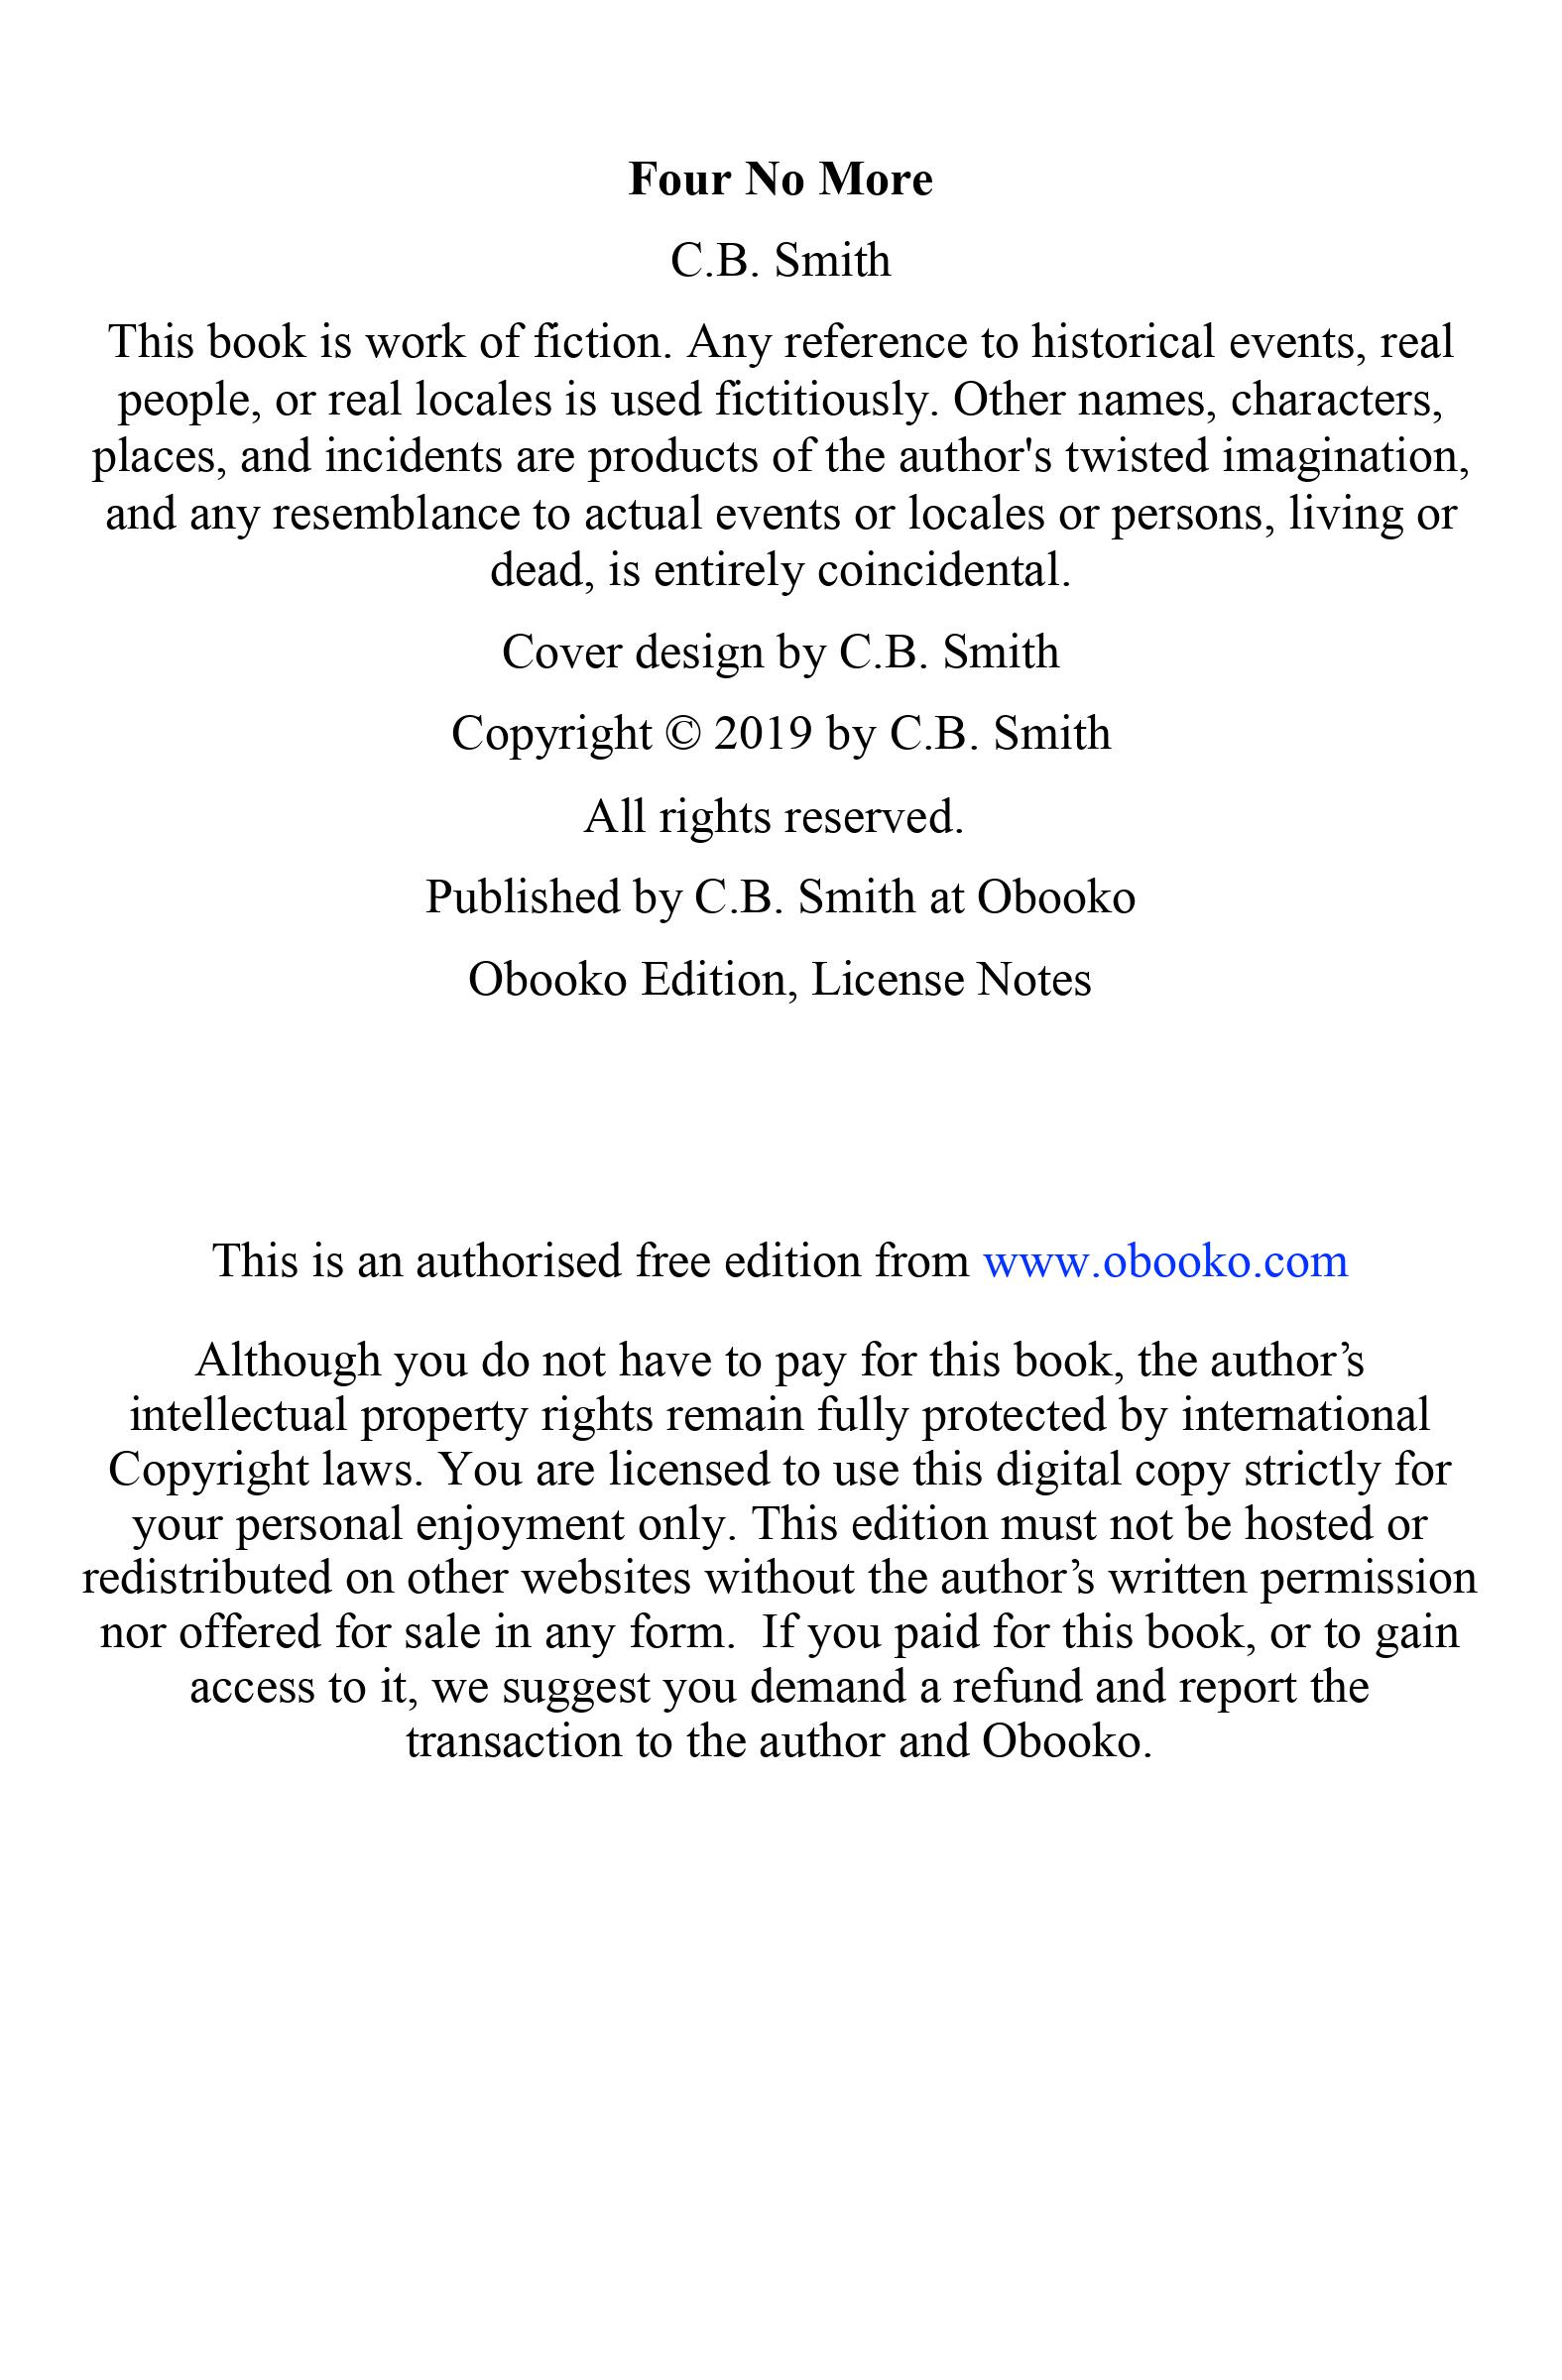 Four No More
C.B. Smith
This book is work of fiction. Any reference to historical events, real
people, or real locales is used fictitiously. Other names, characters,
places, and incidents are products of the author's twisted imagination,
and any resemblance to actual events or locales or persons, living or
dead, is entirely coincidental.
Cover design by C.B. Smith
Copyright © 2019 by C.B. Smith
All rights reserved.
Published by C.B. Smith at Obooko
Obooko Edition, License Notes
This is an authorised free edition from www.obooko.com
Although you do not have to pay for this book, the author’s
intellectual property rights remain fully protected by international
Copyright laws. You are licensed to use this digital copy strictly for
your personal enjoyment only. This edition must not be hosted or
redistributed on other websites without the author’s written permission
nor offered for sale in any form.  If you paid for this book, or to gain
access to it, we suggest you demand a refund and report the
transaction to the author and Obooko.